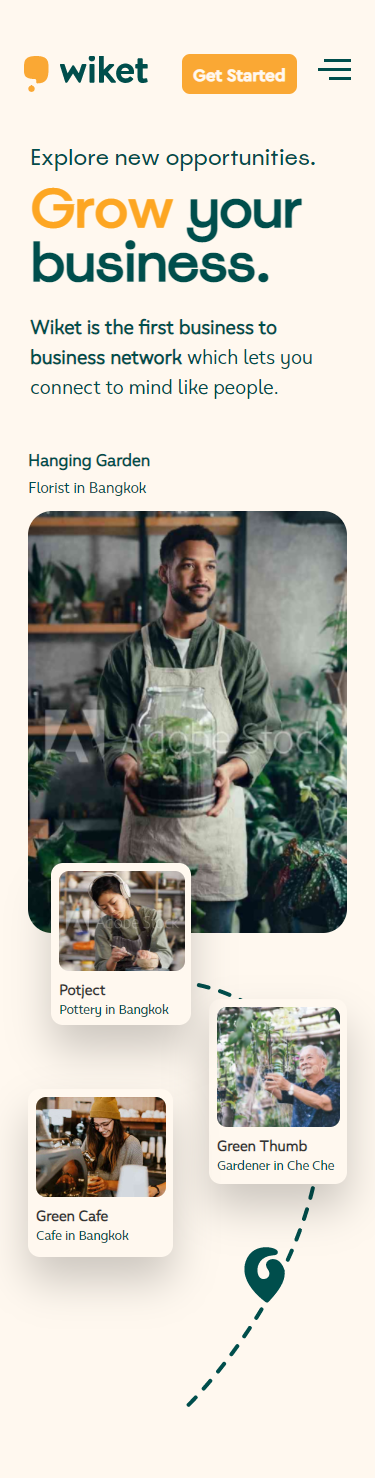 wiket
Get Started
Explore new opportunities.
Grow your
business.
Wiket is the first business to
business network which lets you
connect to mind like people.
Hanging Garden
Florist in Bangkok
Adobe Stock
Adobe Stock
Potject
Pottery in Bangkok
Green Thumb
Gardener in Che Che
Green Cafe
Cafe in Bangkok